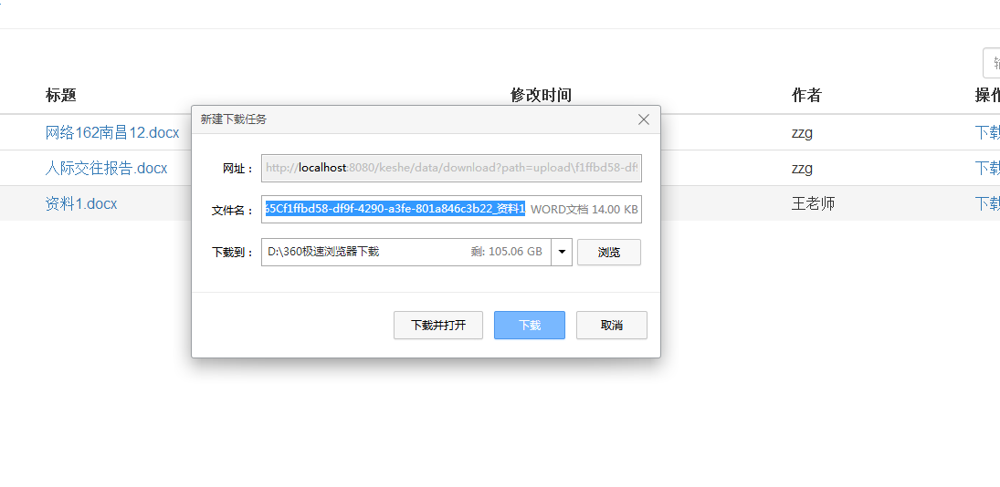 标题 修改时间 作者 操作
网络162南昌12.docx zzg 下载
人际交往报告.docx zzg 下载
资料1.docx 王老师 下载
新建下载任务
网址： http://localhost:8080/keshe/data/download?path=upload\f1ffbd58-df9
文件名： 65Cf1ffbd58-df9f-4290-a3fe-801a846c3b22_资料1 WORD文档 14.00 KB
下载到： D:\360极速浏览器下载 剩: 105.06 GB 浏览
下载并打开 下载 取消